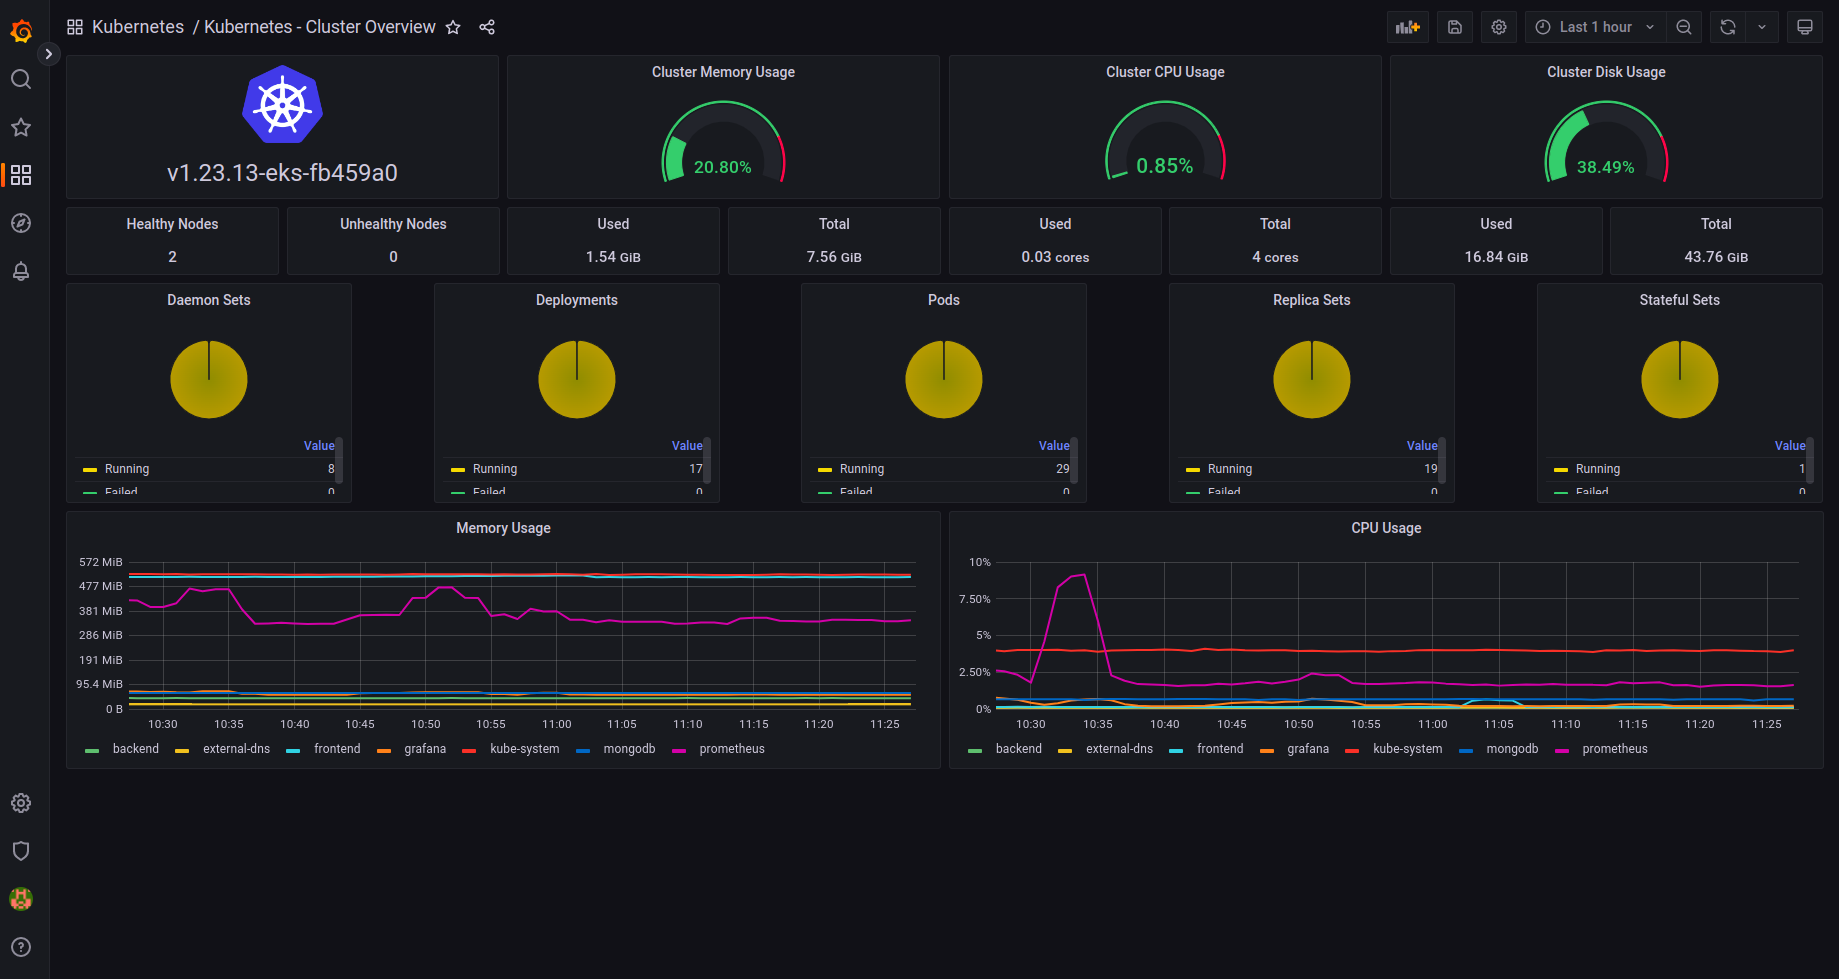 Kubernetes / Kubernetes - Cluster Overview
Last 1 hour
v1.23.13-eks-fb459a0
Cluster Memory Usage
20.80%
Cluster CPU Usage
0.85%
Cluster Disk Usage
38.49%
Healthy Nodes
2
Unhealthy Nodes
0
Used
1.54 GiB
Total
7.56 GiB
Used
0.03 cores
Total
4 cores
Used
16.84 GiB
Total
43.76 GiB
Daemon Sets
Value
Running 8
Failed 0
Deployments
Value
Running 17
Failed 0
Pods
Value
Running 29
Failed 0
Replica Sets
Value
Running 19
Failed 0
Stateful Sets
Value
Running 1
Failed 0
Memory Usage
572 MiB
477 MiB
381 MiB
286 MiB
191 MiB
95.4 MiB
0 B
10:30 10:35 10:40 10:45 10:50 10:55 11:00 11:05 11:10 11:15 11:20 11:25
backend external-dns frontend grafana kube-system mongodb prometheus
CPU Usage
10%
7.50%
5%
2.50%
0%
10:30 10:35 10:40 10:45 10:50 10:55 11:00 11:05 11:10 11:15 11:20 11:25
backend external-dns frontend grafana kube-system mongodb prometheus